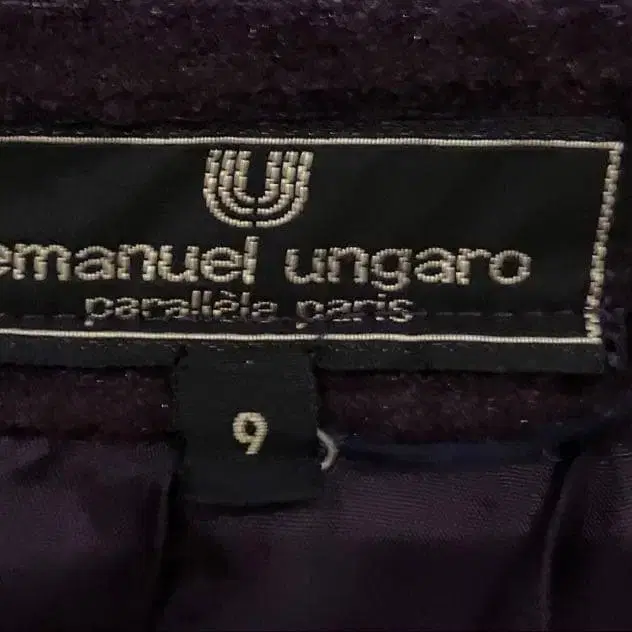 U
emanuel ungaro
parallèle paris
9